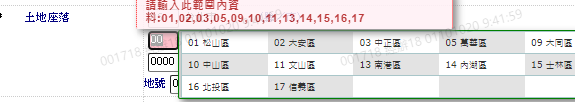 請輸入此範圍內資
料:01,02,03,05,09,10,11,13,14,15,16,17
* 土地座落
00
01 松山區 02 大安區 03 中正區 05 萬華區 09 大同區
0000
10 中山區 11 文山區 13 南港區 14 內湖區 15 士林區
地號
16 北投區 17 信義區